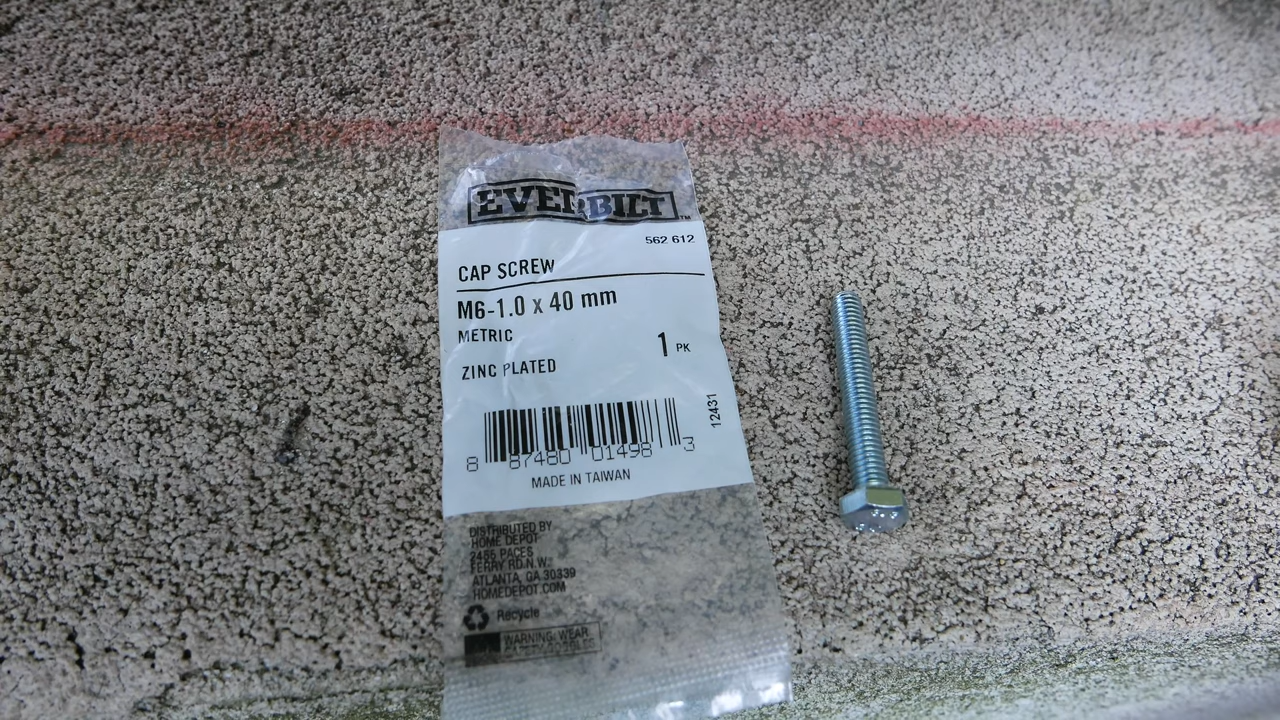 EVERBILT™
562 612
CAP SCREW
M6-1.0 x 40 mm
METRIC
1 PK
ZINC PLATED
12431
8 87480 01498 3
MADE IN TAIWAN
DISTRIBUTED BY
HOME DEPOT
2455 PACES
FERRY RD.N.W.
ATLANTA, GA 30339
HOMEDEPOT.COM
Recycle
WARNING: WEAR